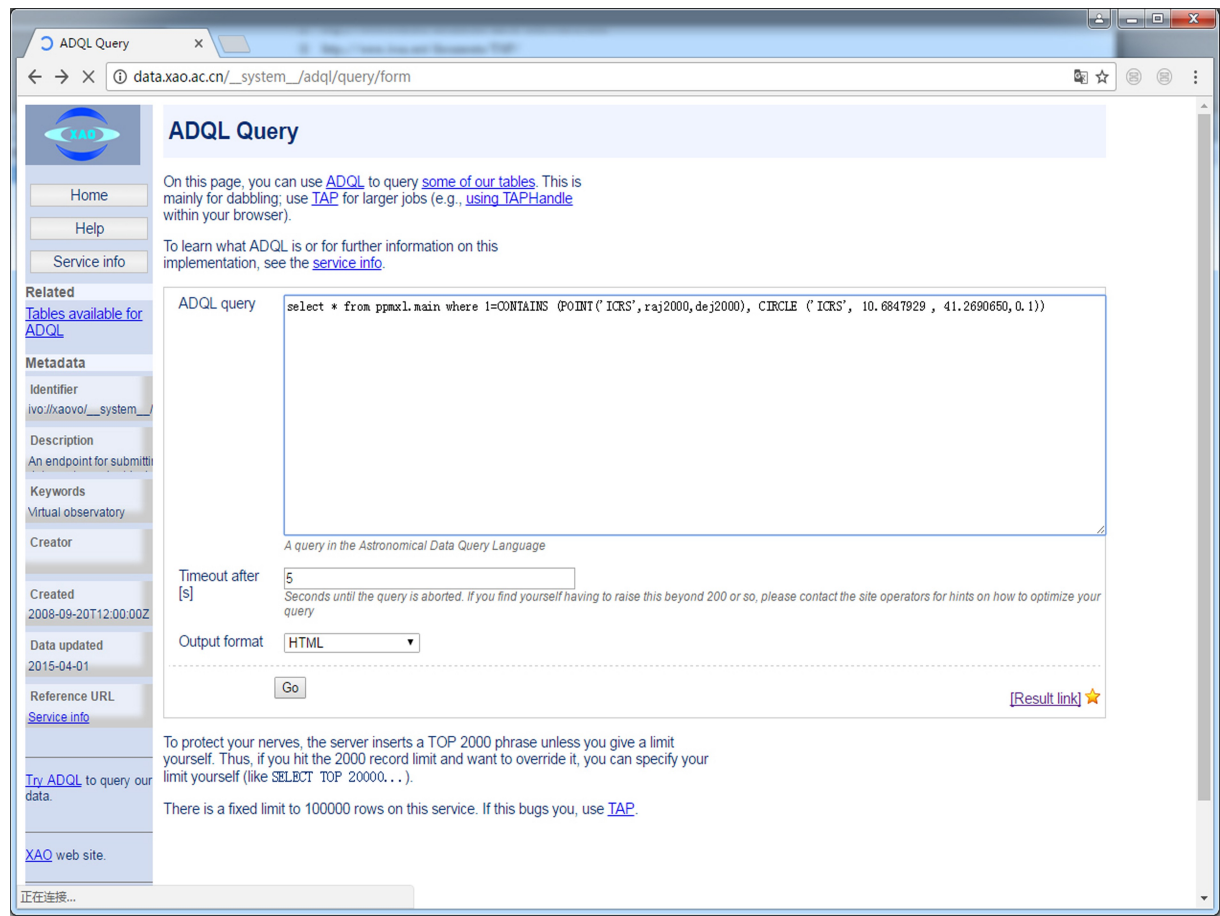 ADQL Query
data.xao.ac.cn/__system__/adql/query/form
XAO
Home
Help
Service info
Related
Tables available for
ADQL
Metadata
Identifier
ivo://xaovo/__system__/
Description
An endpoint for submittin
Keywords
Virtual observatory
Creator
Created
2008-09-20T12:00:00Z
Data updated
2015-04-01
Reference URL
Service info
Try ADQL to query our
data.
XAO web site.
ADQL Query
On this page, you can use ADQL to query some of our tables. This is
mainly for dabbling; use TAP for larger jobs (e.g., using TAPHandle
within your browser).
To learn what ADQL is or for further information on this
implementation, see the service info.
ADQL query
select * from ppmxl.main where 1=CONTAINS (POINT('ICRS',raj2000,dej2000), CIRCLE ('ICRS', 10.6847929 , 41.2690650,0.1))
A query in the Astronomical Data Query Language
Timeout after
[s]
5
Seconds until the query is aborted. If you find yourself having to raise this beyond 200 or so, please contact the site operators for hints on how to optimize your
query
Output format
HTML
Go
[Result link]
To protect your nerves, the server inserts a TOP 2000 phrase unless you give a limit
yourself. Thus, if you hit the 2000 record limit and want to override it, you can specify your
limit yourself (like SELECT TOP 20000...).
There is a fixed limit to 100000 rows on this service. If this bugs you, use TAP.
正在连接...